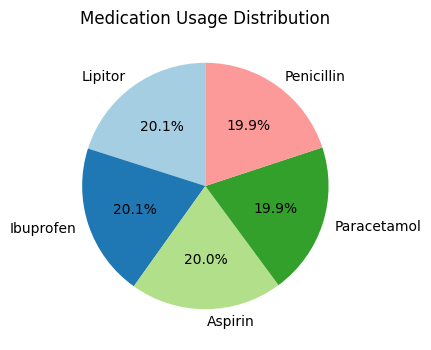 Medication Usage Distribution
Lipitor
Penicillin
20.1%
19.9%
Ibuprofen
20.1%
19.9%
Paracetamol
20.0%
Aspirin